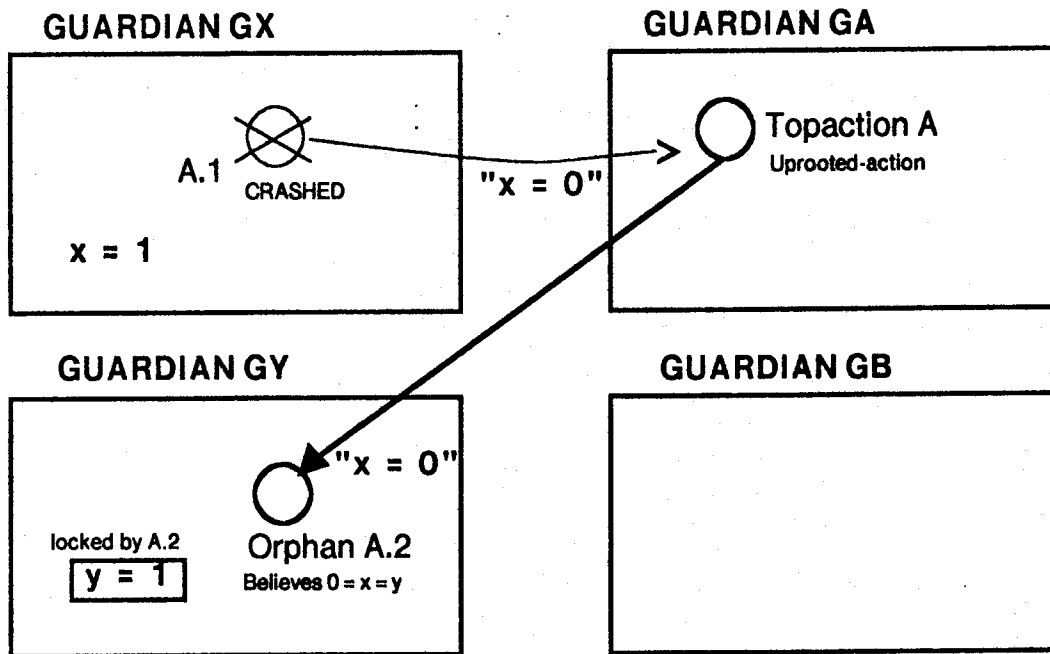 GUARDIAN GX
GUARDIAN GA
A.1
CRASHED
x = 1
"x = 0"
Topaction A
Uprooted-action
GUARDIAN GY
GUARDIAN GB
"x = 0"
locked by A.2
y = 1
Orphan A.2
Believes 0 = x = y